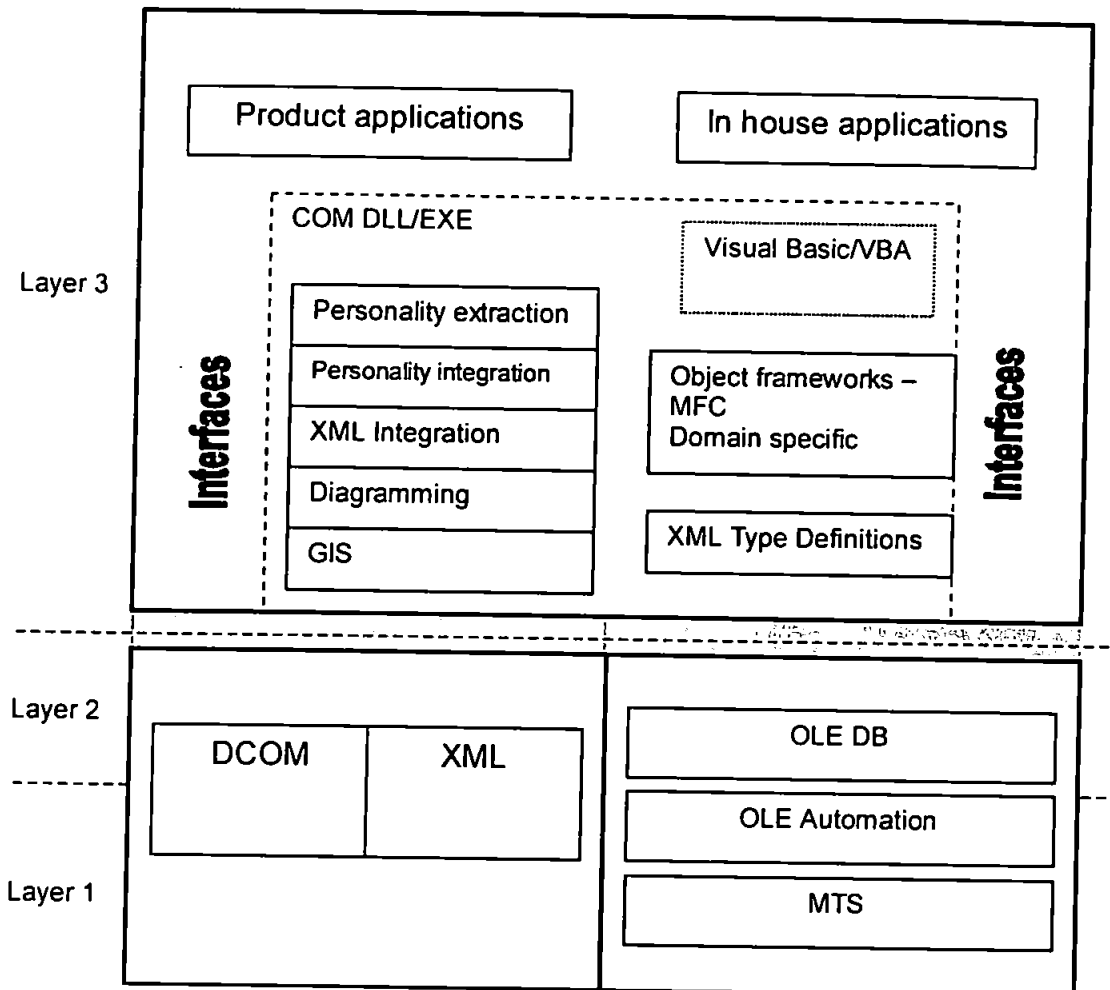 Product applications
In house applications
COM DLL/EXE
Visual Basic/VBA
Layer 3
Personality extraction
Personality integration
XML Integration
Diagramming
GIS
Interfaces
Object frameworks –
MFC
Domain specific
XML Type Definitions
Interfaces
Layer 2
DCOM
XML
OLE DB
OLE Automation
Layer 1
MTS